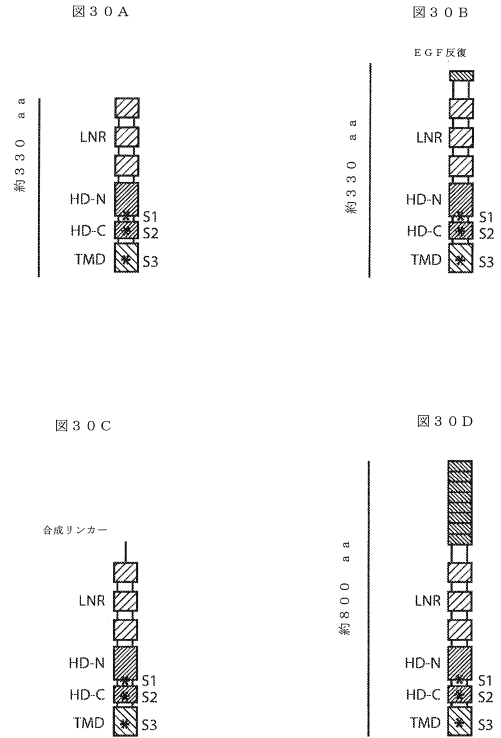 図30A
約330 aa
LNR
HD-N
S1
HD-C
S2
TMD
S3
図30B
EGF反復
約330 aa
LNR
HD-N
S1
HD-C
S2
TMD
S3
図30C
合成リンカー
LNR
HD-N
S1
HD-C
S2
TMD
S3
図30D
約800 aa
LNR
HD-N
S1
HD-C
S2
TMD
S3